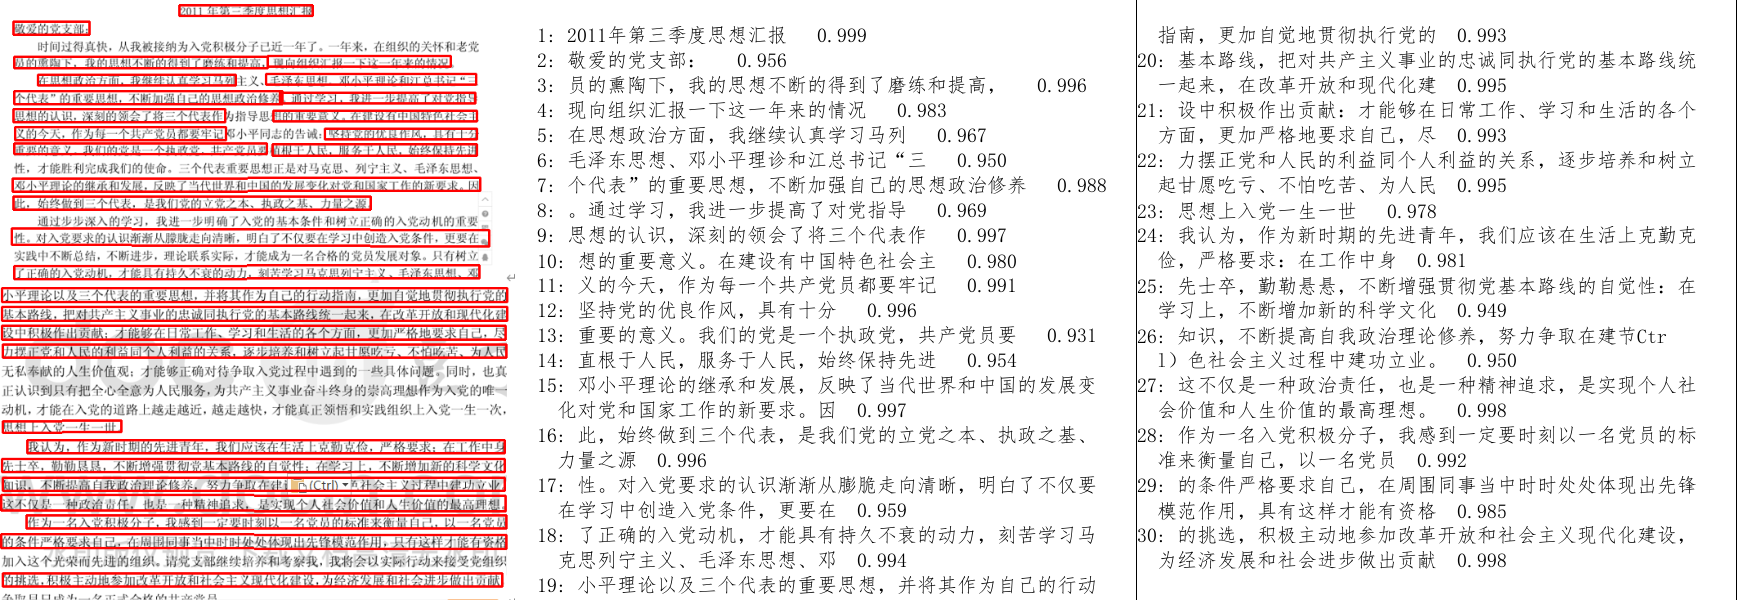 2011年第三季度思想汇报
敬爱的党支部:
时间过得真快，从我被接纳为入党积极分子已近一年了。一年来，在组织的关怀和老党
员的熏陶下，我的思想不断的得到了磨练和提高，现向组织汇报一下这一年来的情况
在思想政治方面，我继续认真学习马列主义、毛泽东思想、邓小平理论和江总书记“三
个代表”的重要思想，不断加强自己的思想政治修养。通过学习，我进一步提高了对党指导
思想的认识，深刻的领会了将三个代表作为指导思想的重要意义。在建设有中国特色社会主
义的今天，作为每一个共产党员都要牢记邓小平同志的告诫：坚持党的优良作风，具有十分
重要的意义。我们的党是一个执政党，共产党员要植根于人民，服务于人民，始终保持先进
性，才能胜利完成我们的使命。三个代表重要思想正是对马克思、列宁主义、毛泽东思想、
邓小平理论的继承和发展，反映了当代世界和中国的发展变化对党和国家工作的新要求。因
此，始终做到三个代表，是我们党的立党之本、执政之基、力量之源
通过步步深入的学习，我进一步明确了入党的基本条件和树立正确的入党动机的重要
性。对入党要求的认识渐渐从朦胧走向清晰，明白了不仅要在学习中创造入党条件，更要在
实践中不断总结，不断进步，理论联系实际，才能成为一名合格的党员发展对象。只有树立
了正确的入党动机，才能具有持久不衰的动力，刻苦学习马克思列宁主义、毛泽东思想、邓
小平理论以及三个代表的重要思想，并将其作为自己的行动指南，更加自觉地贯彻执行党的
基本路线，把对共产主义事业的忠诚同执行党的基本路线统一起来，在改革开放和现代化建
设中积极作出贡献；才能够在日常工作、学习和生活的各个方面，更加严格地要求自己，尽
力摆正党和人民的利益同个人利益的关系，逐步培养和树立起甘愿吃亏、不怕吃苦、为人民
无私奉献的人生价值观；才能够正确对待争取入党过程中遇到的一些具体问题。同时，也真
正认识到只有把全心全意为人民服务，为共产主义事业奋斗终身的崇高理想作为入党的唯一
动机，才能在入党的道路上越走越近，越走越快，才能真正领悟和实践组织上入党一生一次，
思想上入党一生一世
我认为，作为新时期的先进青年，我们应该在生活上克勤克俭，严格要求；在工作中身
先士卒，勤勤恳恳，不断增强贯彻党基本路线的自觉性；在学习上，不断增加新的科学文化
知识，不断提高自我政治理论修养，努力争取在建 (Ctrl) 色社会主义过程中建功立业。
这不仅是一种政治责任，也是一种精神追求，是实现个人社会价值和人生价值的最高理想。
作为一名入党积极分子，我感到一定要时刻以一名党员的标准来衡量自己，以一名党员
的条件严格要求自己，在周围同事当中时时处处体现出先锋模范作用，只有这样才能有资格
加入这个光荣而先进的组织。请党支部继续培养和考察我，我将会以实际行动来接受党组织
的挑选，积极主动地参加改革开放和社会主义现代化建设，为经济发展和社会进步做出贡献
争取早日成为一名正式合格的共产党员
1: 2011年第三季度思想汇报 0.999
2: 敬爱的党支部: 0.956
3: 员的熏陶下，我的思想不断的得到了磨练和提高， 0.996
4: 现向组织汇报一下这一年来的情况 0.983
5: 在思想政治方面，我继续认真学习马列 0.967
6: 毛泽东思想、邓小平理诊和江总书记“三 0.950
7: 个代表”的重要思想，不断加强自己的思想政治修养 0.988
8: 。通过学习，我进一步提高了对党指导 0.969
9: 思想的认识，深刻的领会了将三个代表作 0.997
10: 想的重要意义。在建设有中国特色社会主 0.980
11: 义的今天，作为每一个共产党员都要牢记 0.991
12: 坚持党的优良作风，具有十分 0.996
13: 重要的意义。我们的党是一个执政党，共产党员要 0.931
14: 直根于人民，服务于人民，始终保持先进 0.954
15: 邓小平理论的继承和发展，反映了当代世界和中国的发展变
化对党和国家工作的新要求。因 0.997
16: 此，始终做到三个代表，是我们党的立党之本、执政之基、
力量之源 0.996
17: 性。对入党要求的认识渐渐从膨脆走向清晰，明白了不仅要
在学习中创造入党条件，更要在 0.959
18: 了正确的入党动机，才能具有持久不衰的动力，刻苦学习马
克思列宁主义、毛泽东思想、邓 0.994
19: 小平理论以及三个代表的重要思想，并将其作为自己的行动
指南，更加自觉地贯彻执行党的 0.993
20: 基本路线，把对共产主义事业的忠诚同执行党的基本路线统
一起来，在改革开放和现代化建 0.995
21: 设中积极作出贡献：才能够在日常工作、学习和生活的各个
方面，更加严格地要求自己，尽 0.993
22: 力摆正党和人民的利益同个人利益的关系，逐步培养和树立
起甘愿吃亏、不怕吃苦、为人民 0.995
23: 思想上入党一生一世 0.978
24: 我认为，作为新时期的先进青年，我们应该在生活上克勤克
俭，严格要求：在工作中身 0.981
25: 先士卒，勤勤悬悬，不断增强贯彻党基本路线的自觉性：在
学习上，不断增加新的科学文化 0.949
26: 知识，不断提高自我政治理论修养，努力争取在建节Ctr
l）色社会主义过程中建功立业。 0.950
27: 这不仅是一种政治责任，也是一种精神追求，是实现个人社
会价值和人生价值的最高理想。 0.998
28: 作为一名入党积极分子，我感到一定要时刻以一名党员的标
准来衡量自己，以一名党员 0.992
29: 的条件严格要求自己，在周围同事当中时时处处体现出先锋
模范作用，具有这样才能有资格 0.985
30: 的挑选，积极主动地参加改革开放和社会主义现代化建设，
为经济发展和社会进步做出贡献 0.998